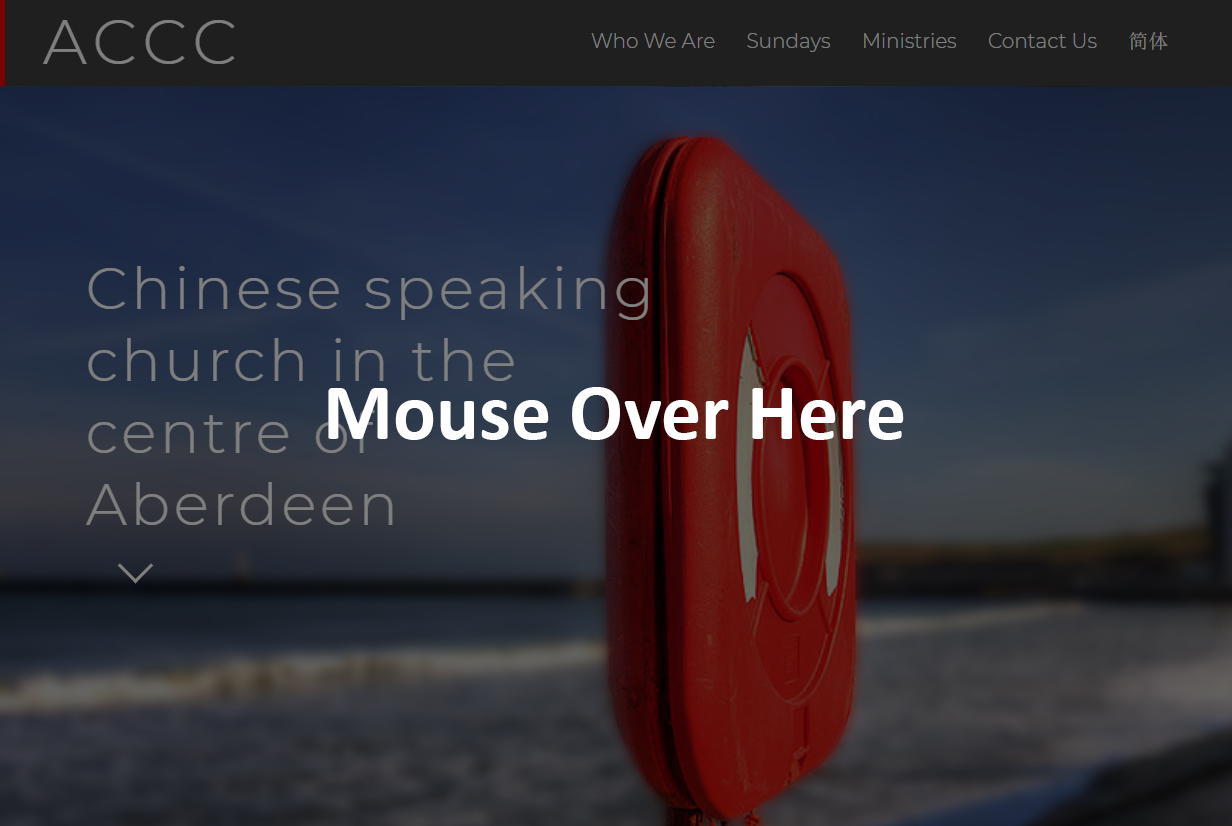 ACCC
Who We Are Sundays Ministries Contact Us 简体
Chinese speaking
church in the
centre of
Aberdeen
Mouse Over Here